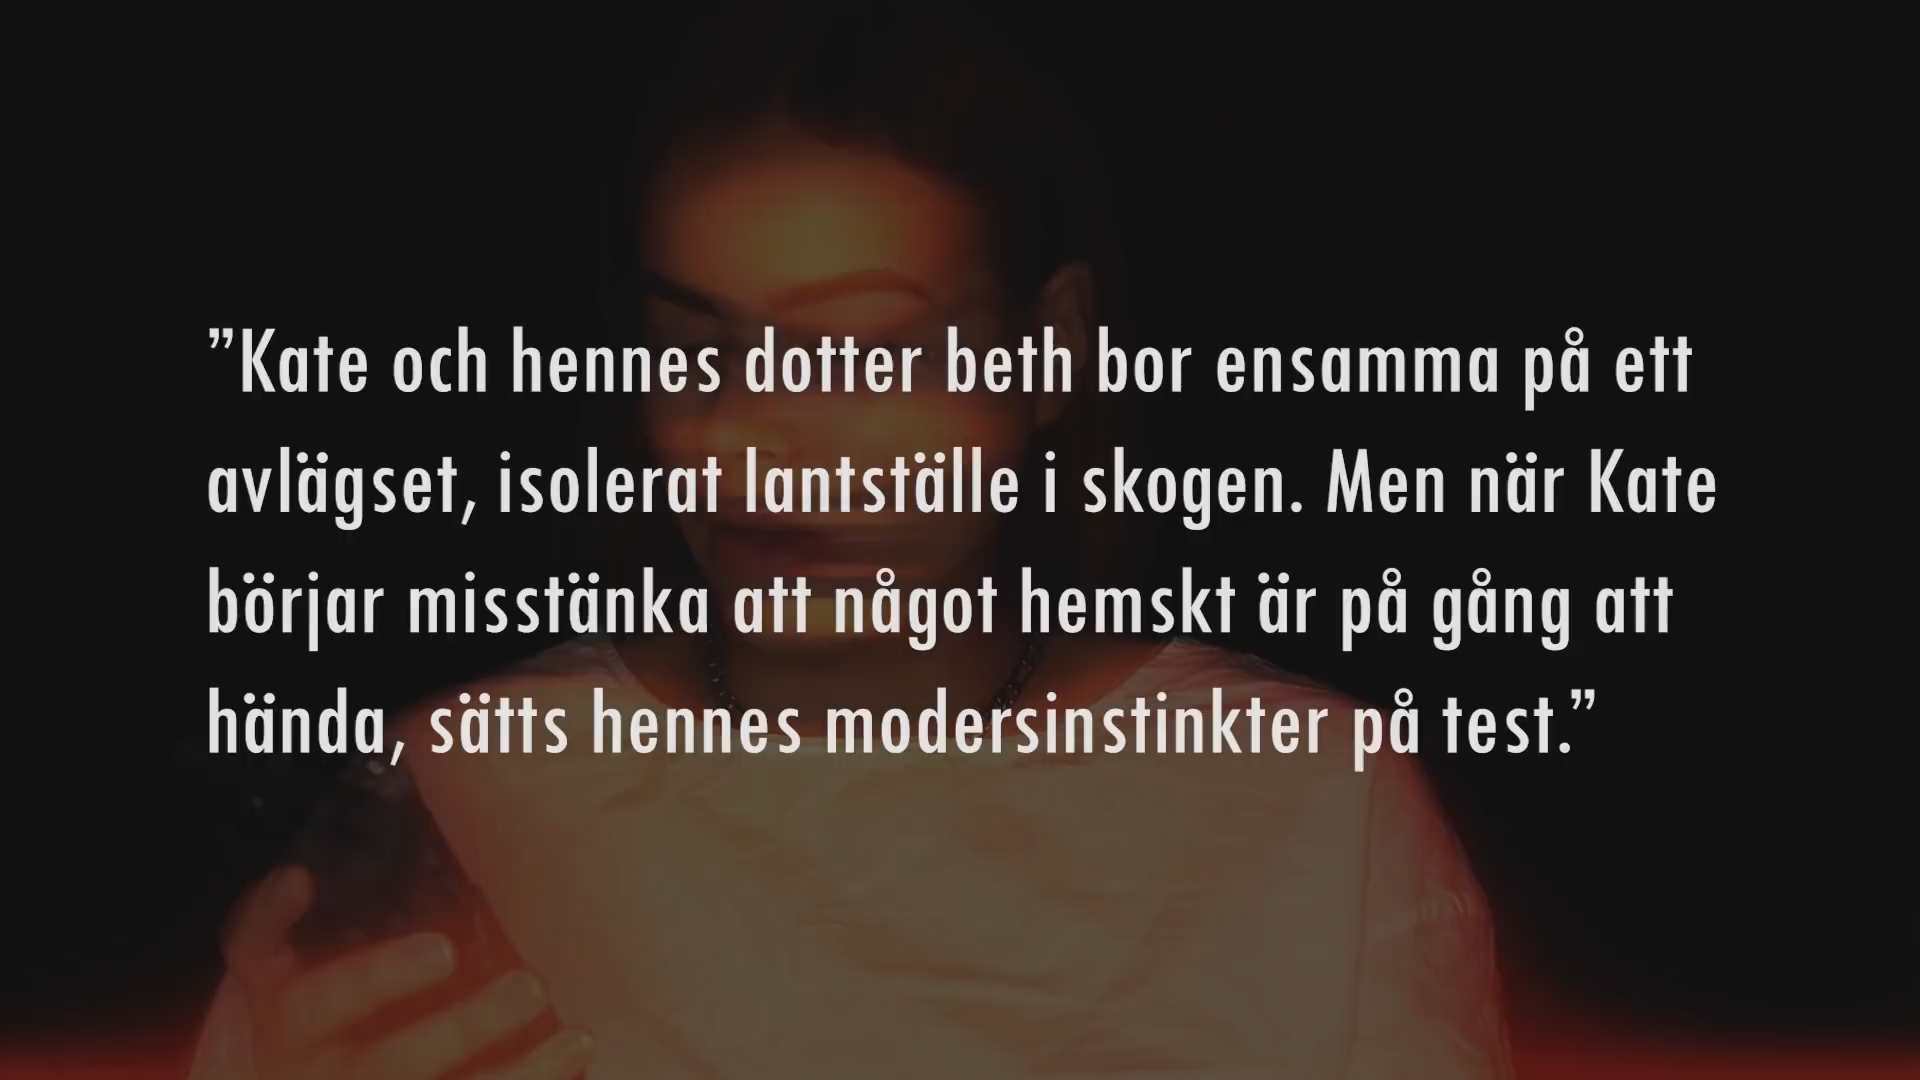 ”Kate och hennes dotter beth bor ensamma på ett
avlägset, isolerat lantställe i skogen. Men när Kate
börjar misstänka att något hemskt är på gång att
hända, sätts hennes modersinstinkter på test.”